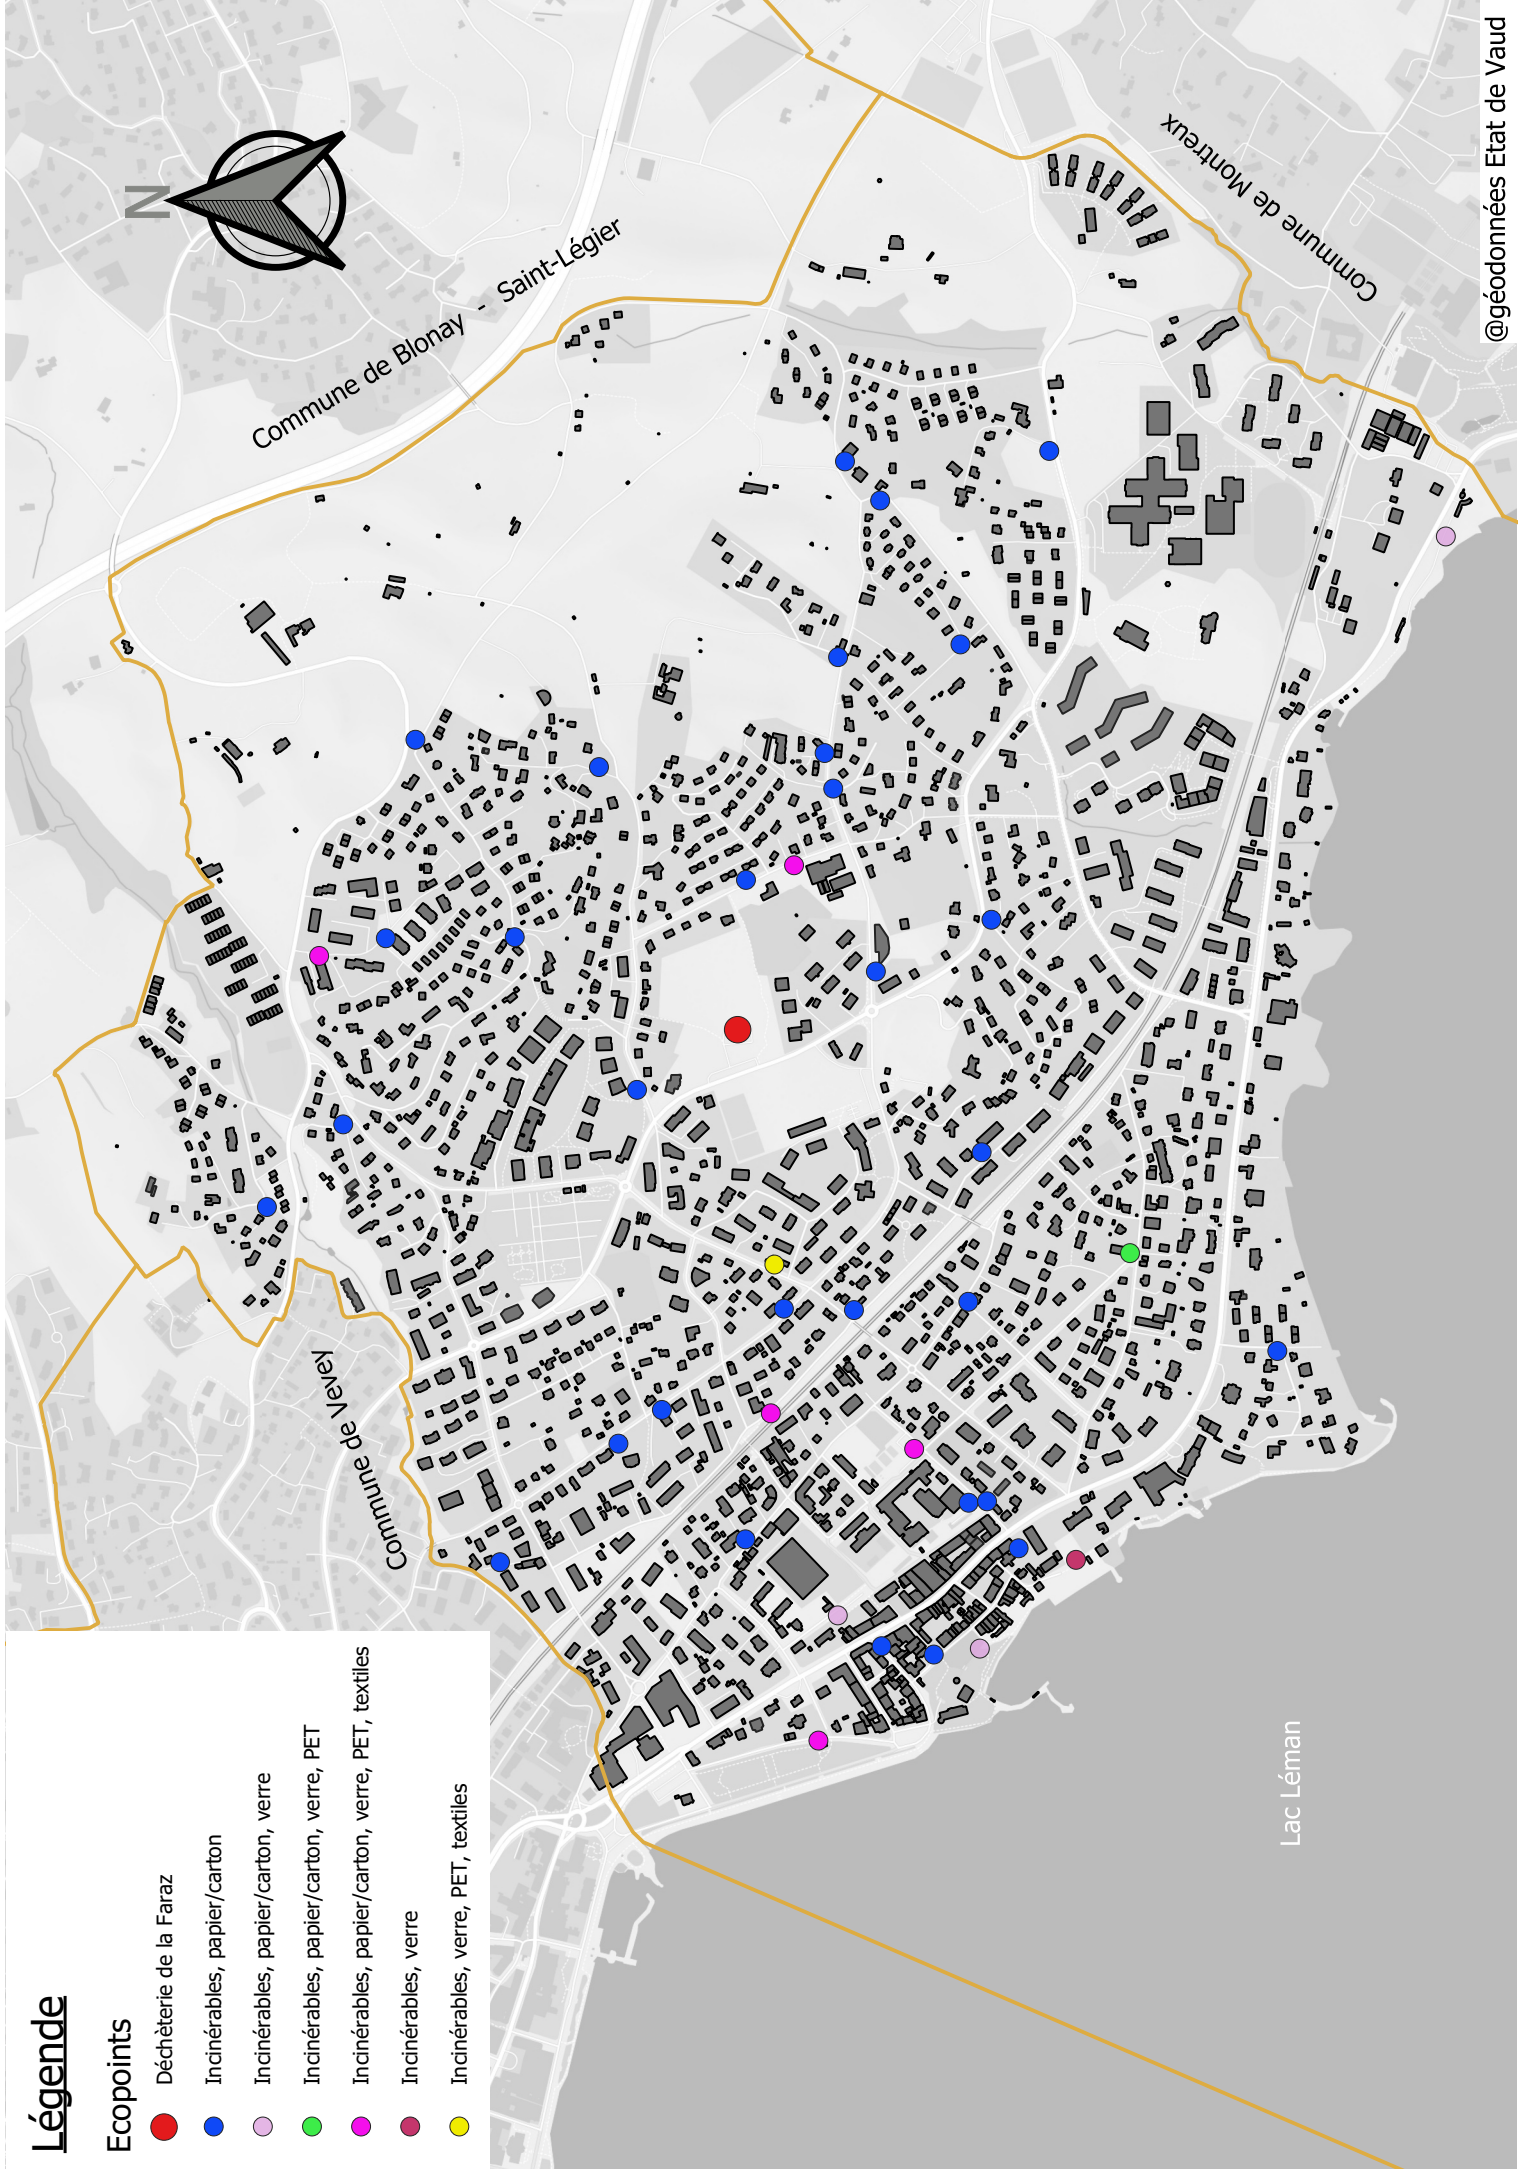 Légende
Ecopoints
Déchèterie de la Faraz
Incinérables, papier/carton
Incinérables, papier/carton, verre
Incinérables, papier/carton, verre, PET
Incinérables, papier/carton, verre, PET, textiles
Incinérables, verre
Incinérables, verre, PET, textiles
N
Commune de Blonay - Saint-Légier
Commune de Vevey
Commune de Montreux
Lac Léman
@géodonnées Etat de Vaud